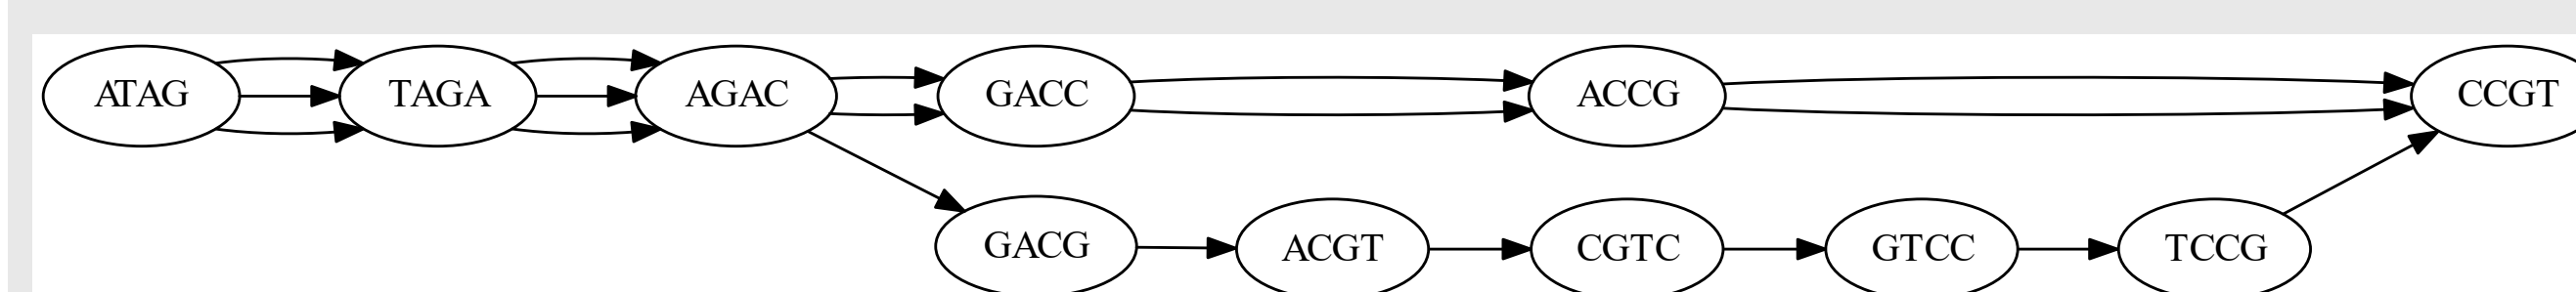 ATAG TAGA AGAC GACC ACCG CCGT
GACG ACGT CGTC GTCC TCCG